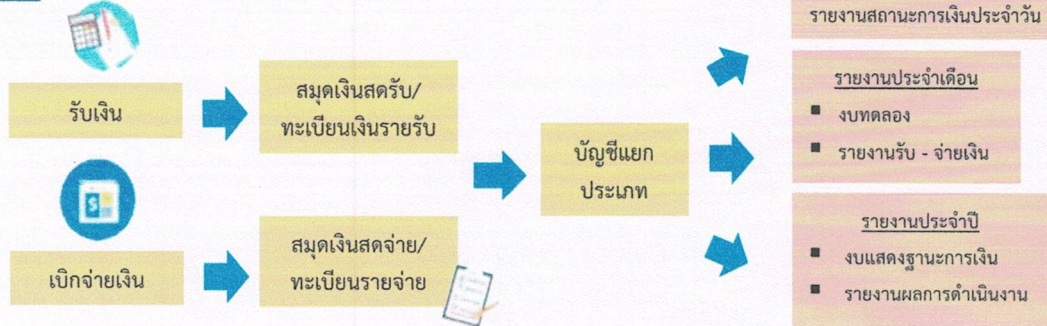 รายงานสถานะการเงินประจำวัน
รับเงิน
สมุดเงินสดรับ/
ทะเบียนเงินรายรับ
เบิกจ่ายเงิน
สมุดเงินสดจ่าย/
ทะเบียนรายจ่าย
บัญชีแยก
ประเภท
รายงานประจำเดือน
▪ งบทดลอง
▪ รายงานรับ - จ่ายเงิน
รายงานประจำปี
▪ งบแสดงฐานะการเงิน
▪ รายงานผลการดำเนินงาน